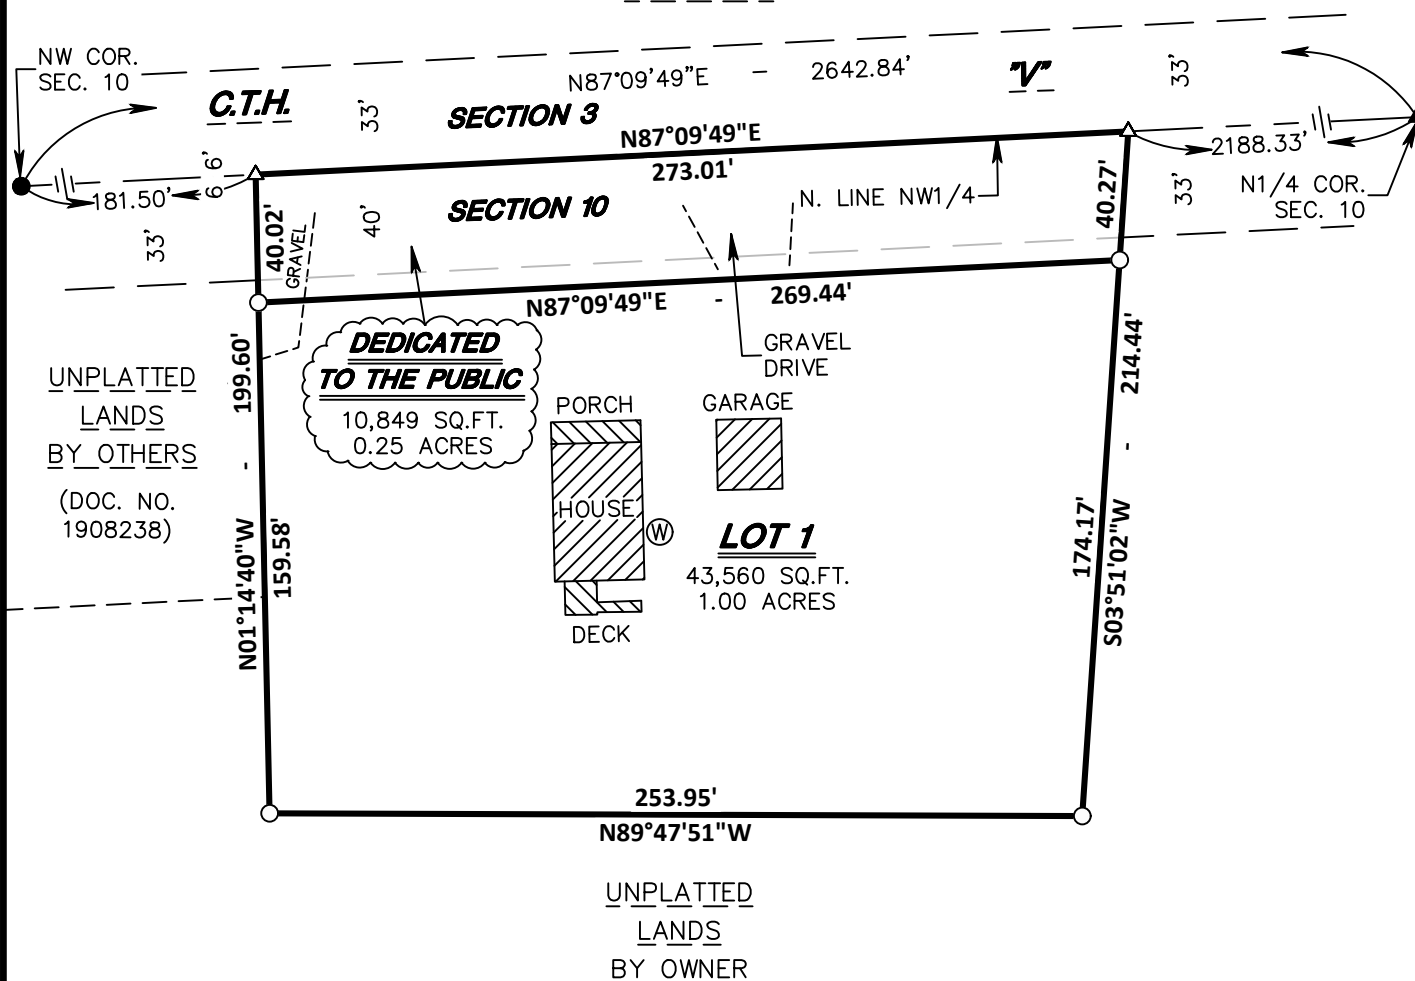 NW COR.
SEC. 10
C.T.H.
33'
SECTION 3
N87°09'49"E - 2642.84'
"V"
33'
N87°09'49"E
273.01'
66'
181.50'
2188.33'
N1/4 COR.
SEC. 10
33'
33'
40.02'
GRAVEL
40'
SECTION 10
N. LINE NW1/4
40.27'
N87°09'49"E - 269.44'
GRAVEL
DRIVE
DEDICATED
TO THE PUBLIC
10,849 SQ.FT.
0.25 ACRES
UNPLATTED
LANDS
BY OTHERS
(DOC. NO.
1908238)
N01°14'40"W - 199.60'
159.58'
PORCH
HOUSE
DECK
W
GARAGE
LOT 1
43,560 SQ.FT.
1.00 ACRES
174.17'
S03°51'02"W - 214.44'
253.95'
N89°47'51"W
UNPLATTED
LANDS
BY OWNER